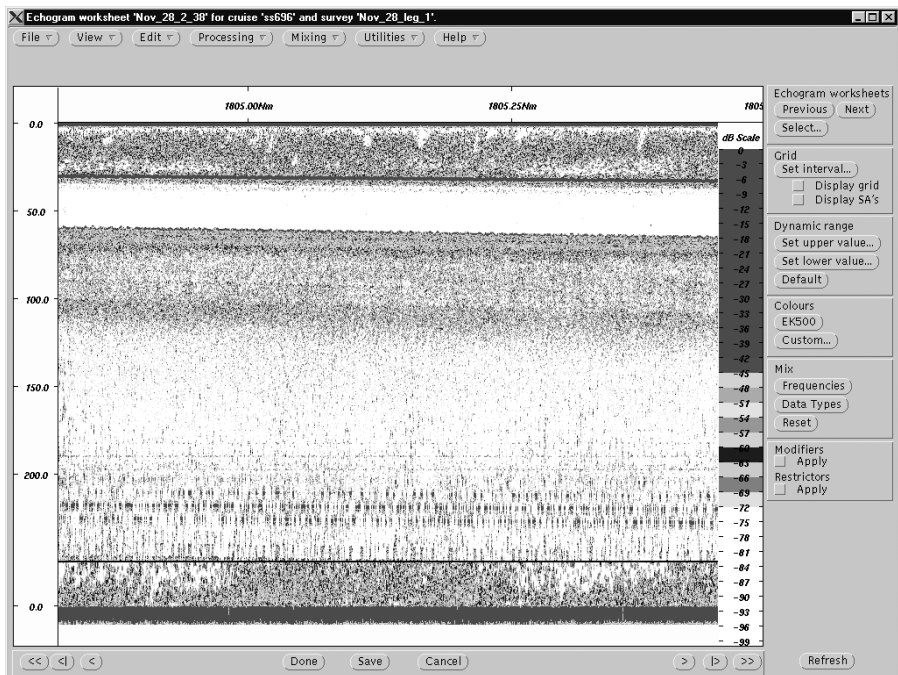 Echogram worksheet 'Nov_28_2_38' for cruise 'ss696' and survey 'Nov_28_leg_1'.
File View Edit Processing Mixing Utilities Help
1805.00Nm 1805.25Nm 1805
0.0
50.0
100.0
150.0
200.0
0.0
dB Scale
0
-3
-6
-9
-12
-15
-18
-21
-24
-27
-30
-33
-36
-39
-42
-45
-48
-51
-54
-57
-60
-63
-66
-69
-72
-75
-78
-81
-84
-87
-90
-93
-96
-99
Echogram worksheets
Previous Next
Select...
Grid
Set interval...
Display grid
Display SA's
Dynamic range
Set upper value...
Set lower value...
Default
Colours
EK500
Custom...
Mix
Frequencies
Data Types
Reset
Modifiers
Apply
Restrictors
Apply
<< <| < Done Save Cancel > |> >> Refresh